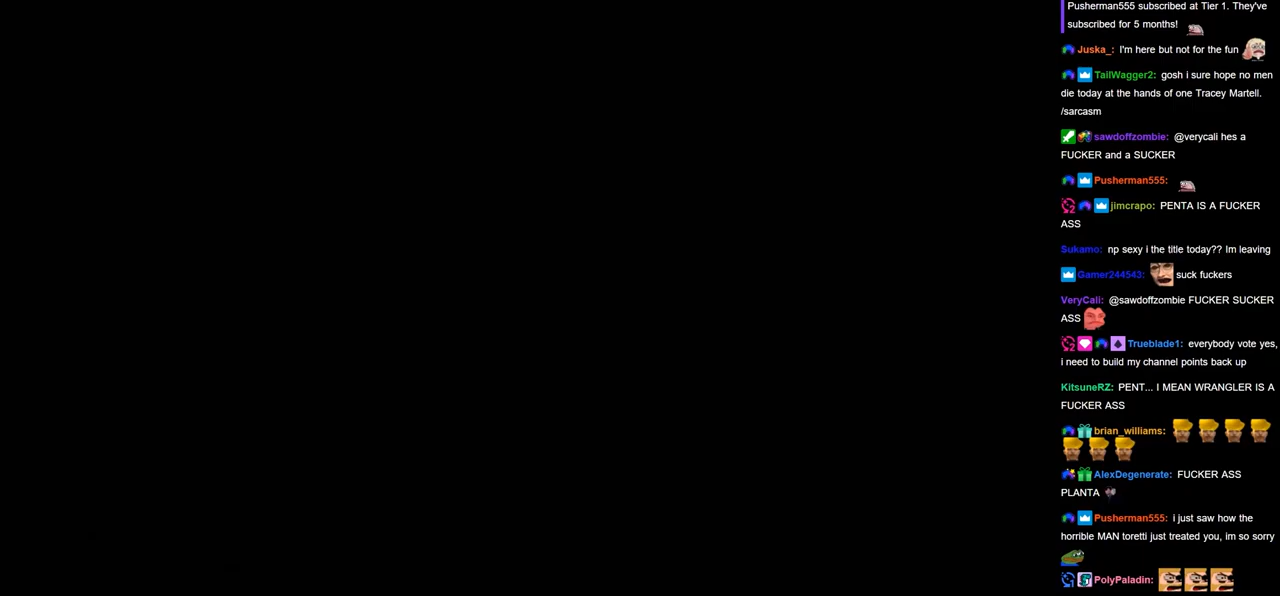 Pusherman555 subscribed at Tier 1. They've
subscribed for 5 months!
Juska_: I'm here but not for the fun
TailWagger2: gosh i sure hope no men
die today at the hands of one Tracey Martell.
/sarcasm
sawdoffzombie: @verycali hes a
FUCKER and a SUCKER
Pusherman555:
jimcrapo: PENTA IS A FUCKER
ASS
Sukamo: np sexy i the title today?? Im leaving
Gamer244543: suck fuckers
VeryCali: @sawdoffzombie FUCKER SUCKER
ASS
Trueblade1: everybody vote yes,
i need to build my channel points back up
KitsuneRZ: PENT... I MEAN WRANGLER IS A
FUCKER ASS
brian_williams:
AlexDegenerate: FUCKER ASS
PLANTA
Pusherman555: i just saw how the
horrible MAN toretti just treated you, im so sorry
PolyPaladin: